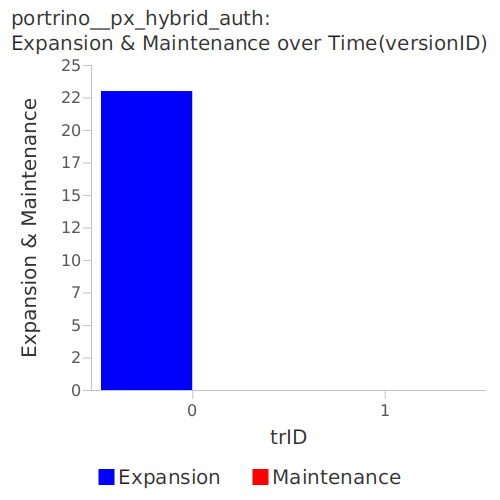 portrino__px_hybrid_auth:
Expansion & Maintenance over Time(versionID)
25
22
20
17
15
12
10
7
5
2
0
Expansion & Maintenance
0 1
trID
Expansion Maintenance